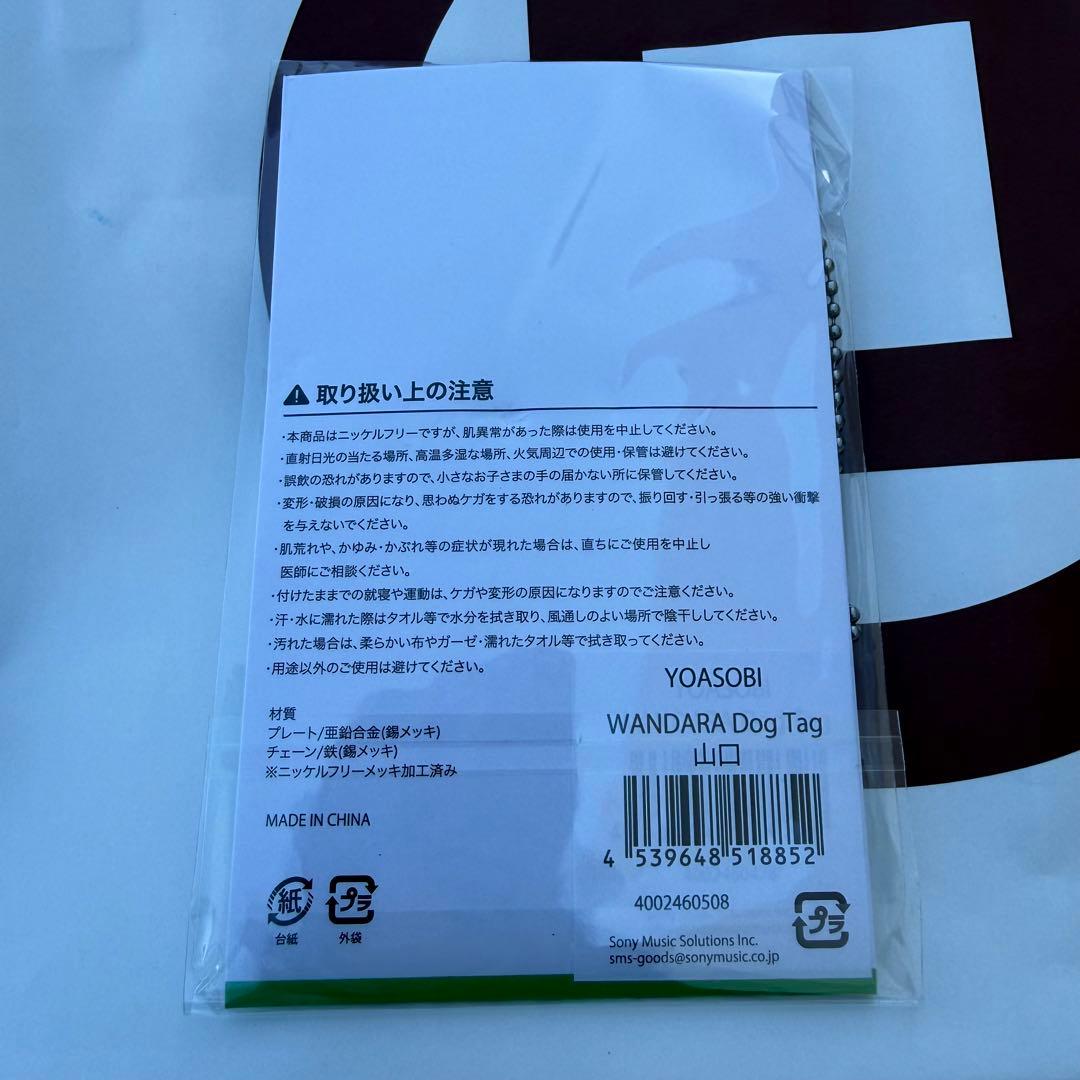 取り扱い上の注意
・本商品はニッケルフリーですが、肌異常があった際は使用を中止してください。
・直射日光の当たる場所、高温多湿な場所、火気周辺での使用・保管は避けてください。
・誤飲の恐れがありますので、小さなお子さまの手の届かない所に保管してください。
・変形・破損の原因になり、思わぬケガをする恐れがありますので、振り回す・引っ張る等の強い衝撃
を与えないでください。
・肌荒れや、かゆみ・かぶれ等の症状が現れた場合は、直ちにご使用を中止し
医師にご相談ください。
・付けたままでの就寝や運動は、ケガや変形の原因になりますのでご注意ください。
・汗・水に濡れた際はタオル等で水分を拭き取り、風通しのよい場所で陰干ししてください。
・汚れた場合は、柔らかい布やガーゼ・濡れたタオル等で拭き取ってください。
・用途以外のご使用は避けてください。
材質
プレート/亜鉛合金(錫メッキ)
チェーン/鉄(錫メッキ)
※ニッケルフリーメッキ加工済み
MADE IN CHINA
紙
台紙
プラ
外袋
YOASOBI
WANDARA Dog Tag
山口
4 539648 518852
4002460508
プラ
Sony Music Solutions Inc.
sms-goods@sonymusic.co.jp